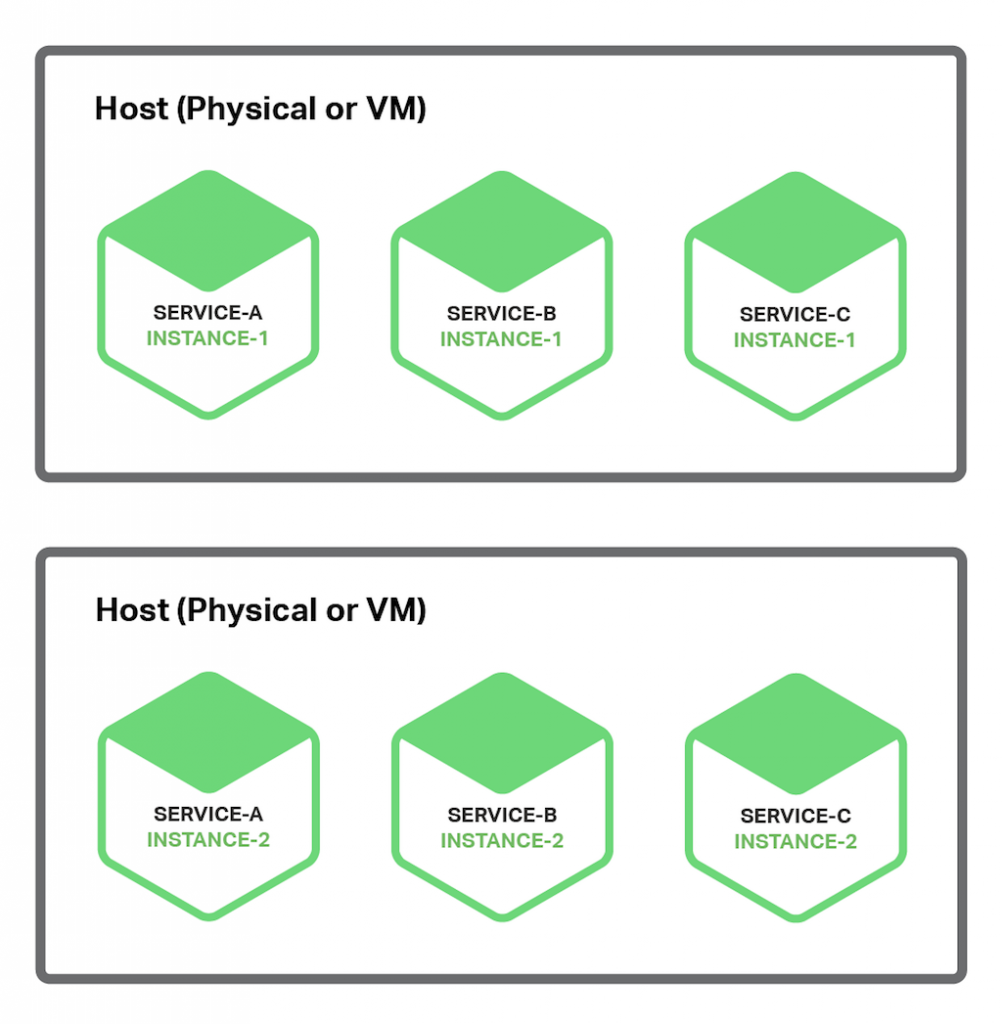 Host (Physical or VM)
SERVICE-A
INSTANCE-1
SERVICE-B
INSTANCE-1
SERVICE-C
INSTANCE-1
Host (Physical or VM)
SERVICE-A
INSTANCE-2
SERVICE-B
INSTANCE-2
SERVICE-C
INSTANCE-2